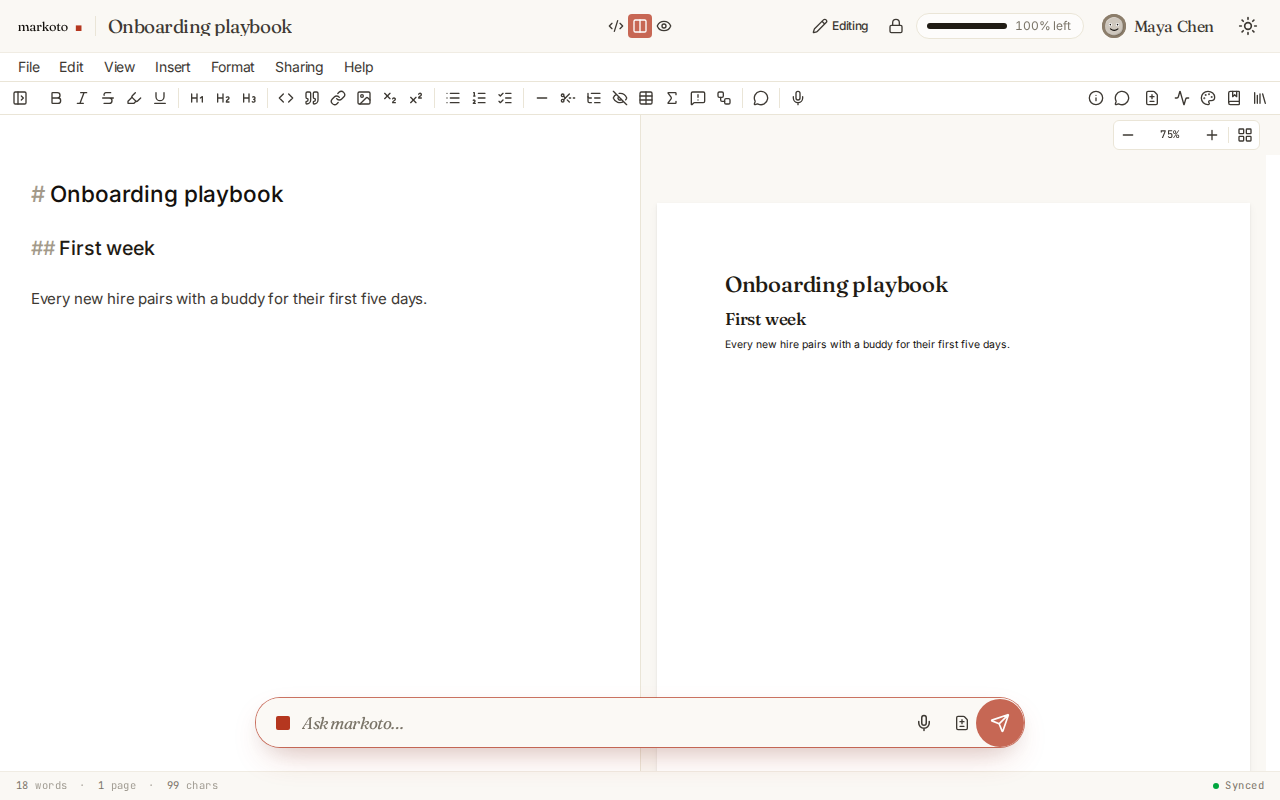 markoto
Onboarding playbook
Editing
100% left
Maya Chen
File Edit View Insert Format Sharing Help
H1 H2 H3
75%
# Onboarding playbook
## First week
Every new hire pairs with a buddy for their first five days.
Onboarding playbook
First week
Every new hire pairs with a buddy for their first five days.
Ask markoto...
18 words · 1 page · 99 chars
Synced